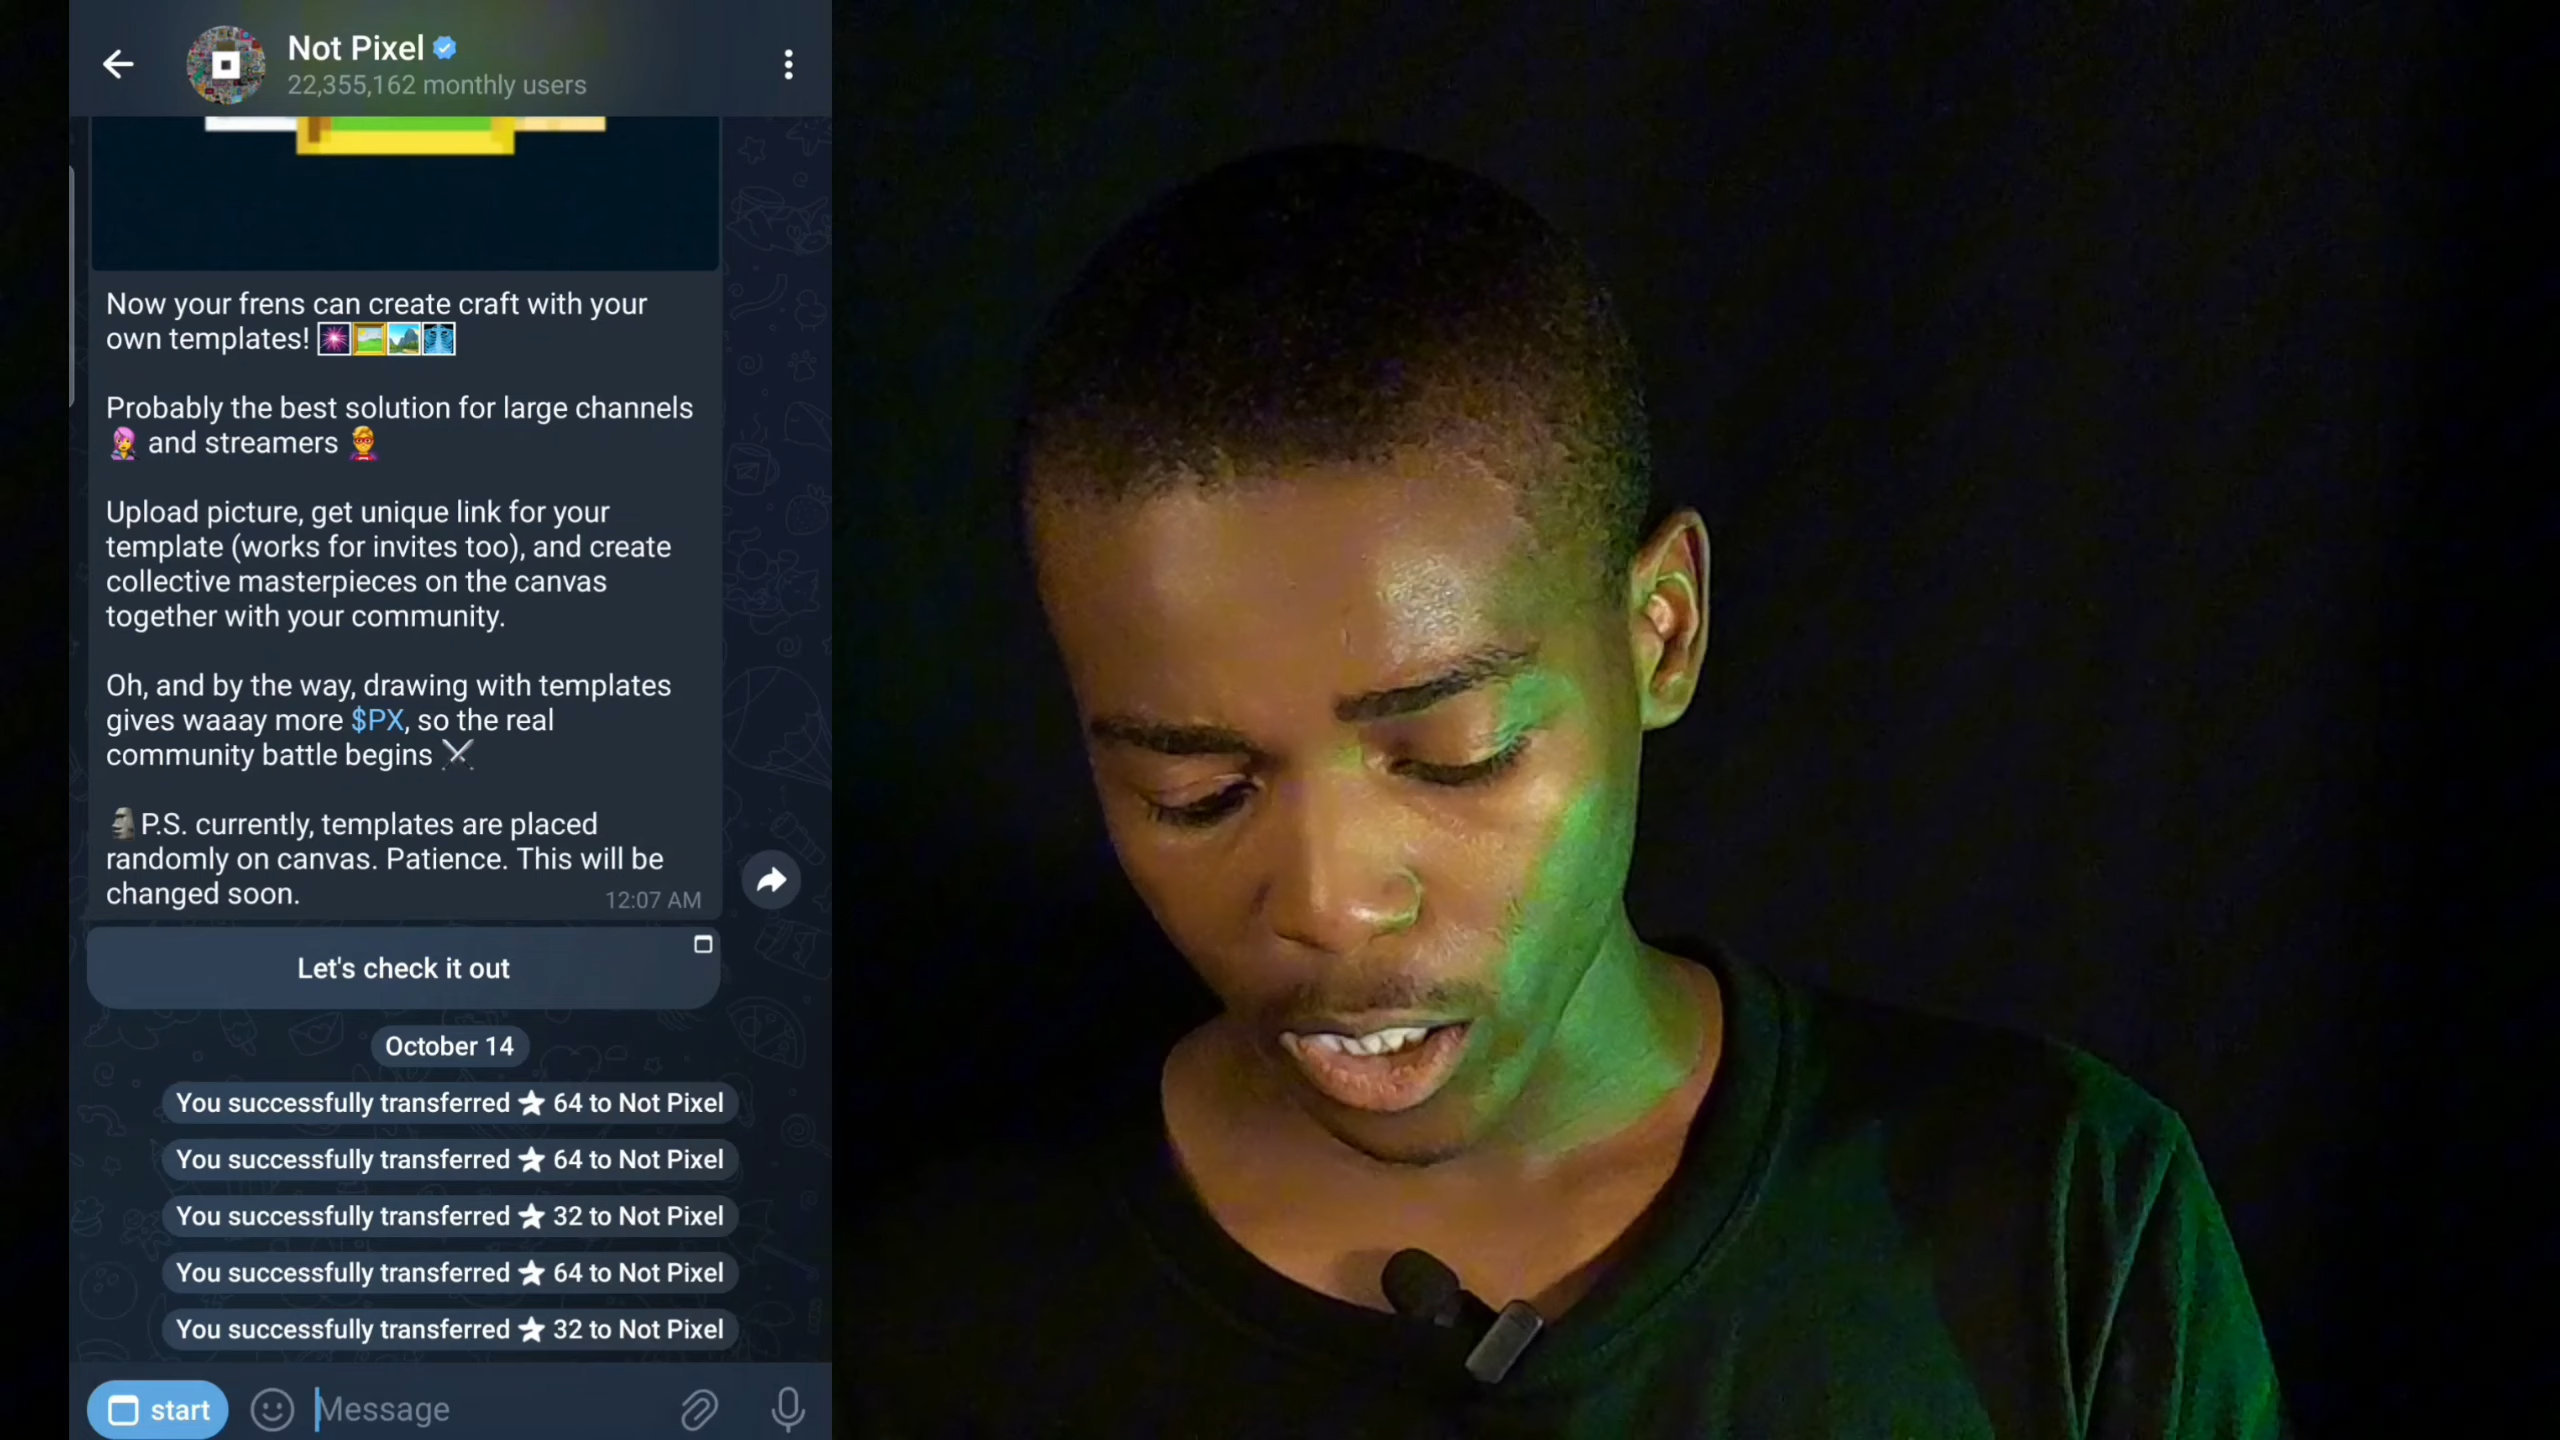 Not Pixel
22,355,162 monthly users
Now your frens can create craft with your
own templates!
Probably the best solution for large channels
and streamers
Upload picture, get unique link for your
template (works for invites too), and create
collective masterpieces on the canvas
together with your community.
Oh, and by the way, drawing with templates
gives waaay more $PX, so the real
community battle begins
P.S. currently, templates are placed
randomly on canvas. Patience. This will be
changed soon.
12:07 AM
Let's check it out
October 14
You successfully transferred ⭐ 64 to Not Pixel
You successfully transferred ⭐ 64 to Not Pixel
You successfully transferred ⭐ 32 to Not Pixel
You successfully transferred ⭐ 64 to Not Pixel
You successfully transferred ⭐ 32 to Not Pixel
start
Message